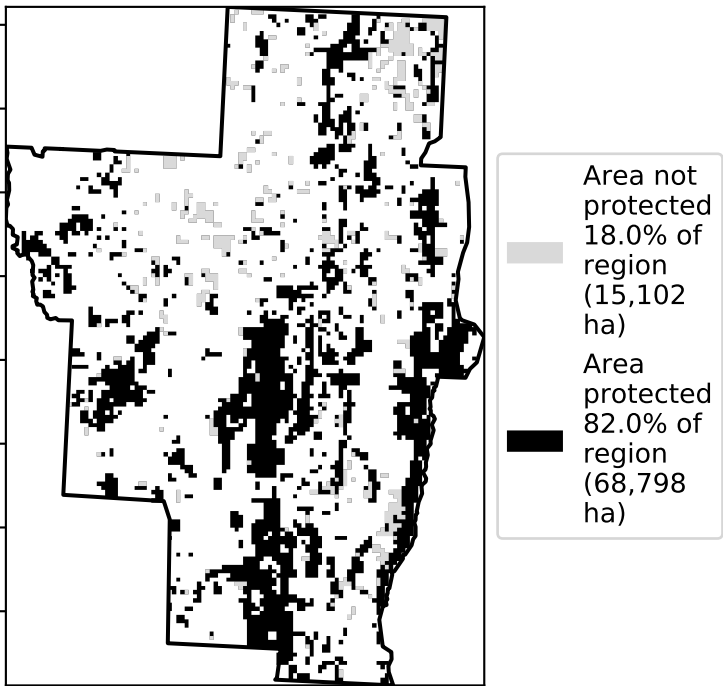 Area not
protected
18.0% of
region
(15,102
ha)
Area
protected
82.0% of
region
(68,798
ha)